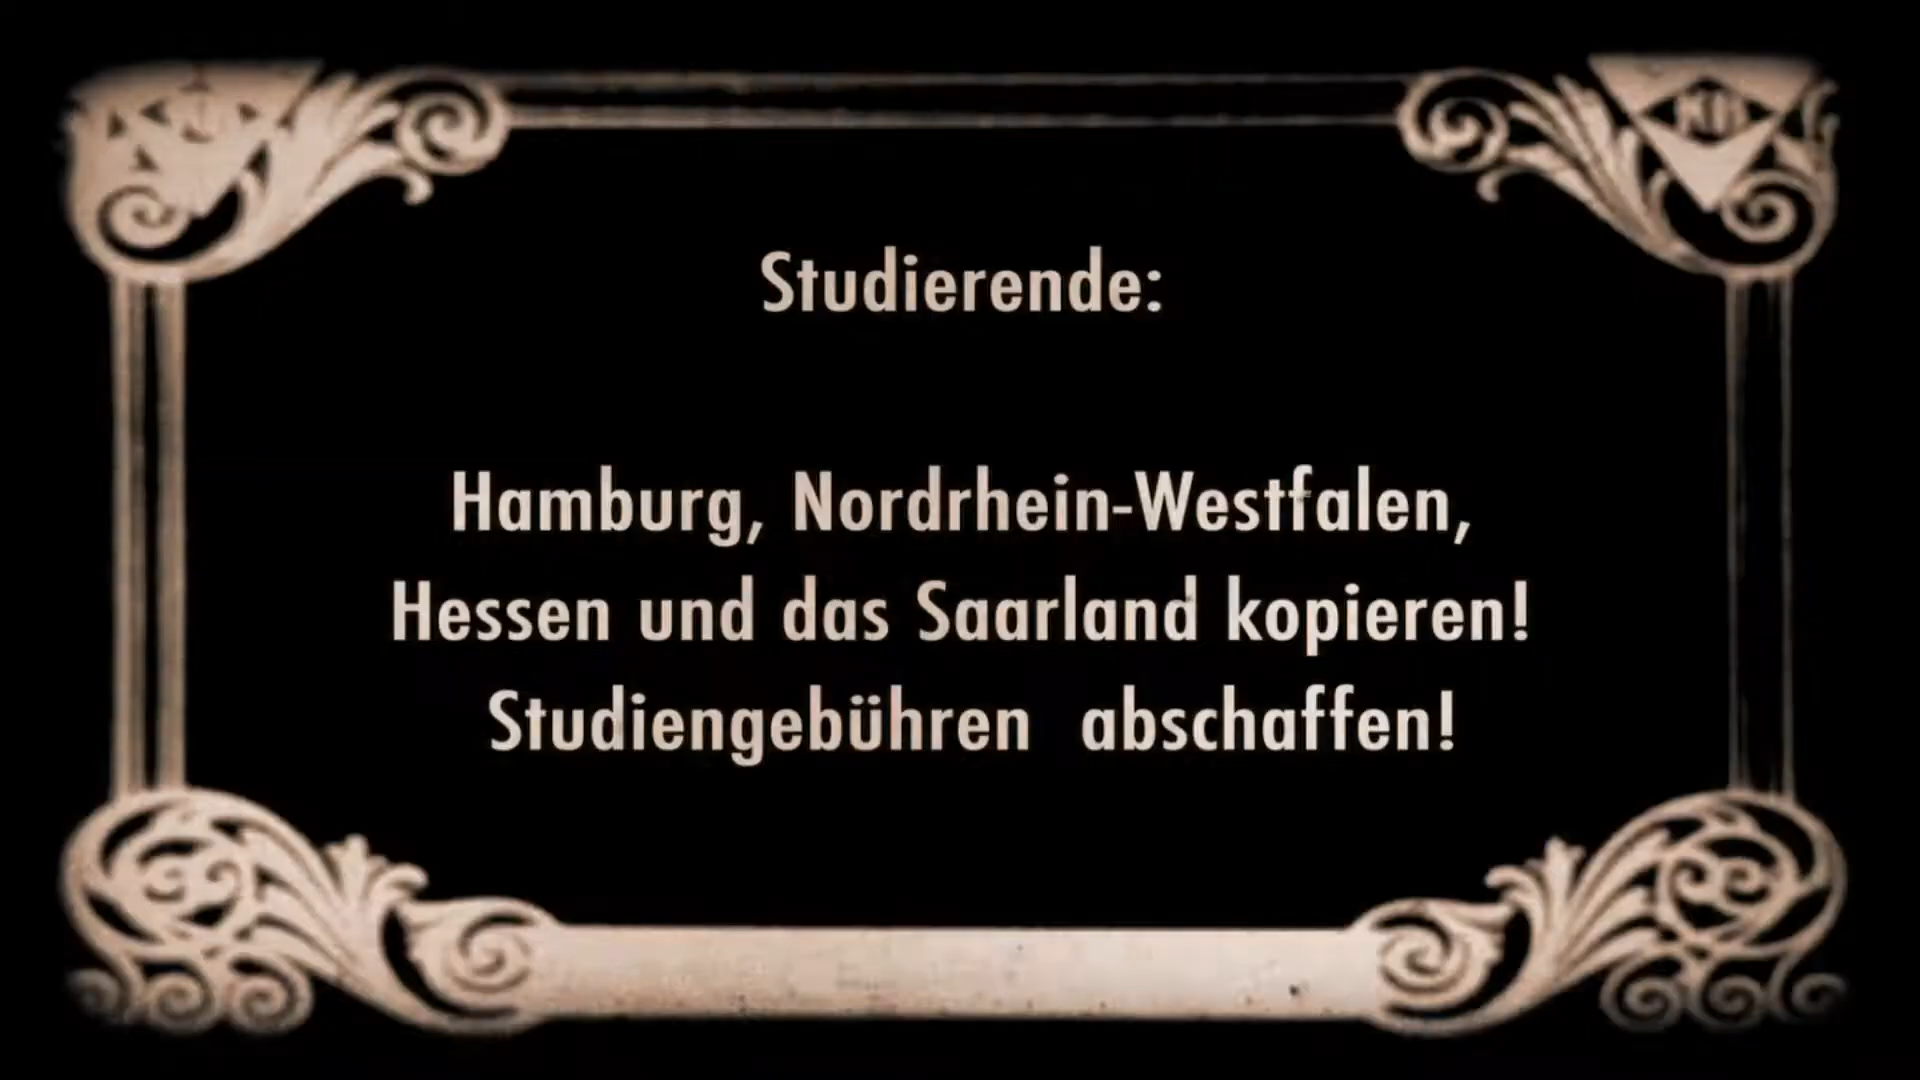 Studierende:
Hamburg, Nordrhein-Westfalen,
Hessen und das Saarland kopieren!
Studiengebühren abschaffen!